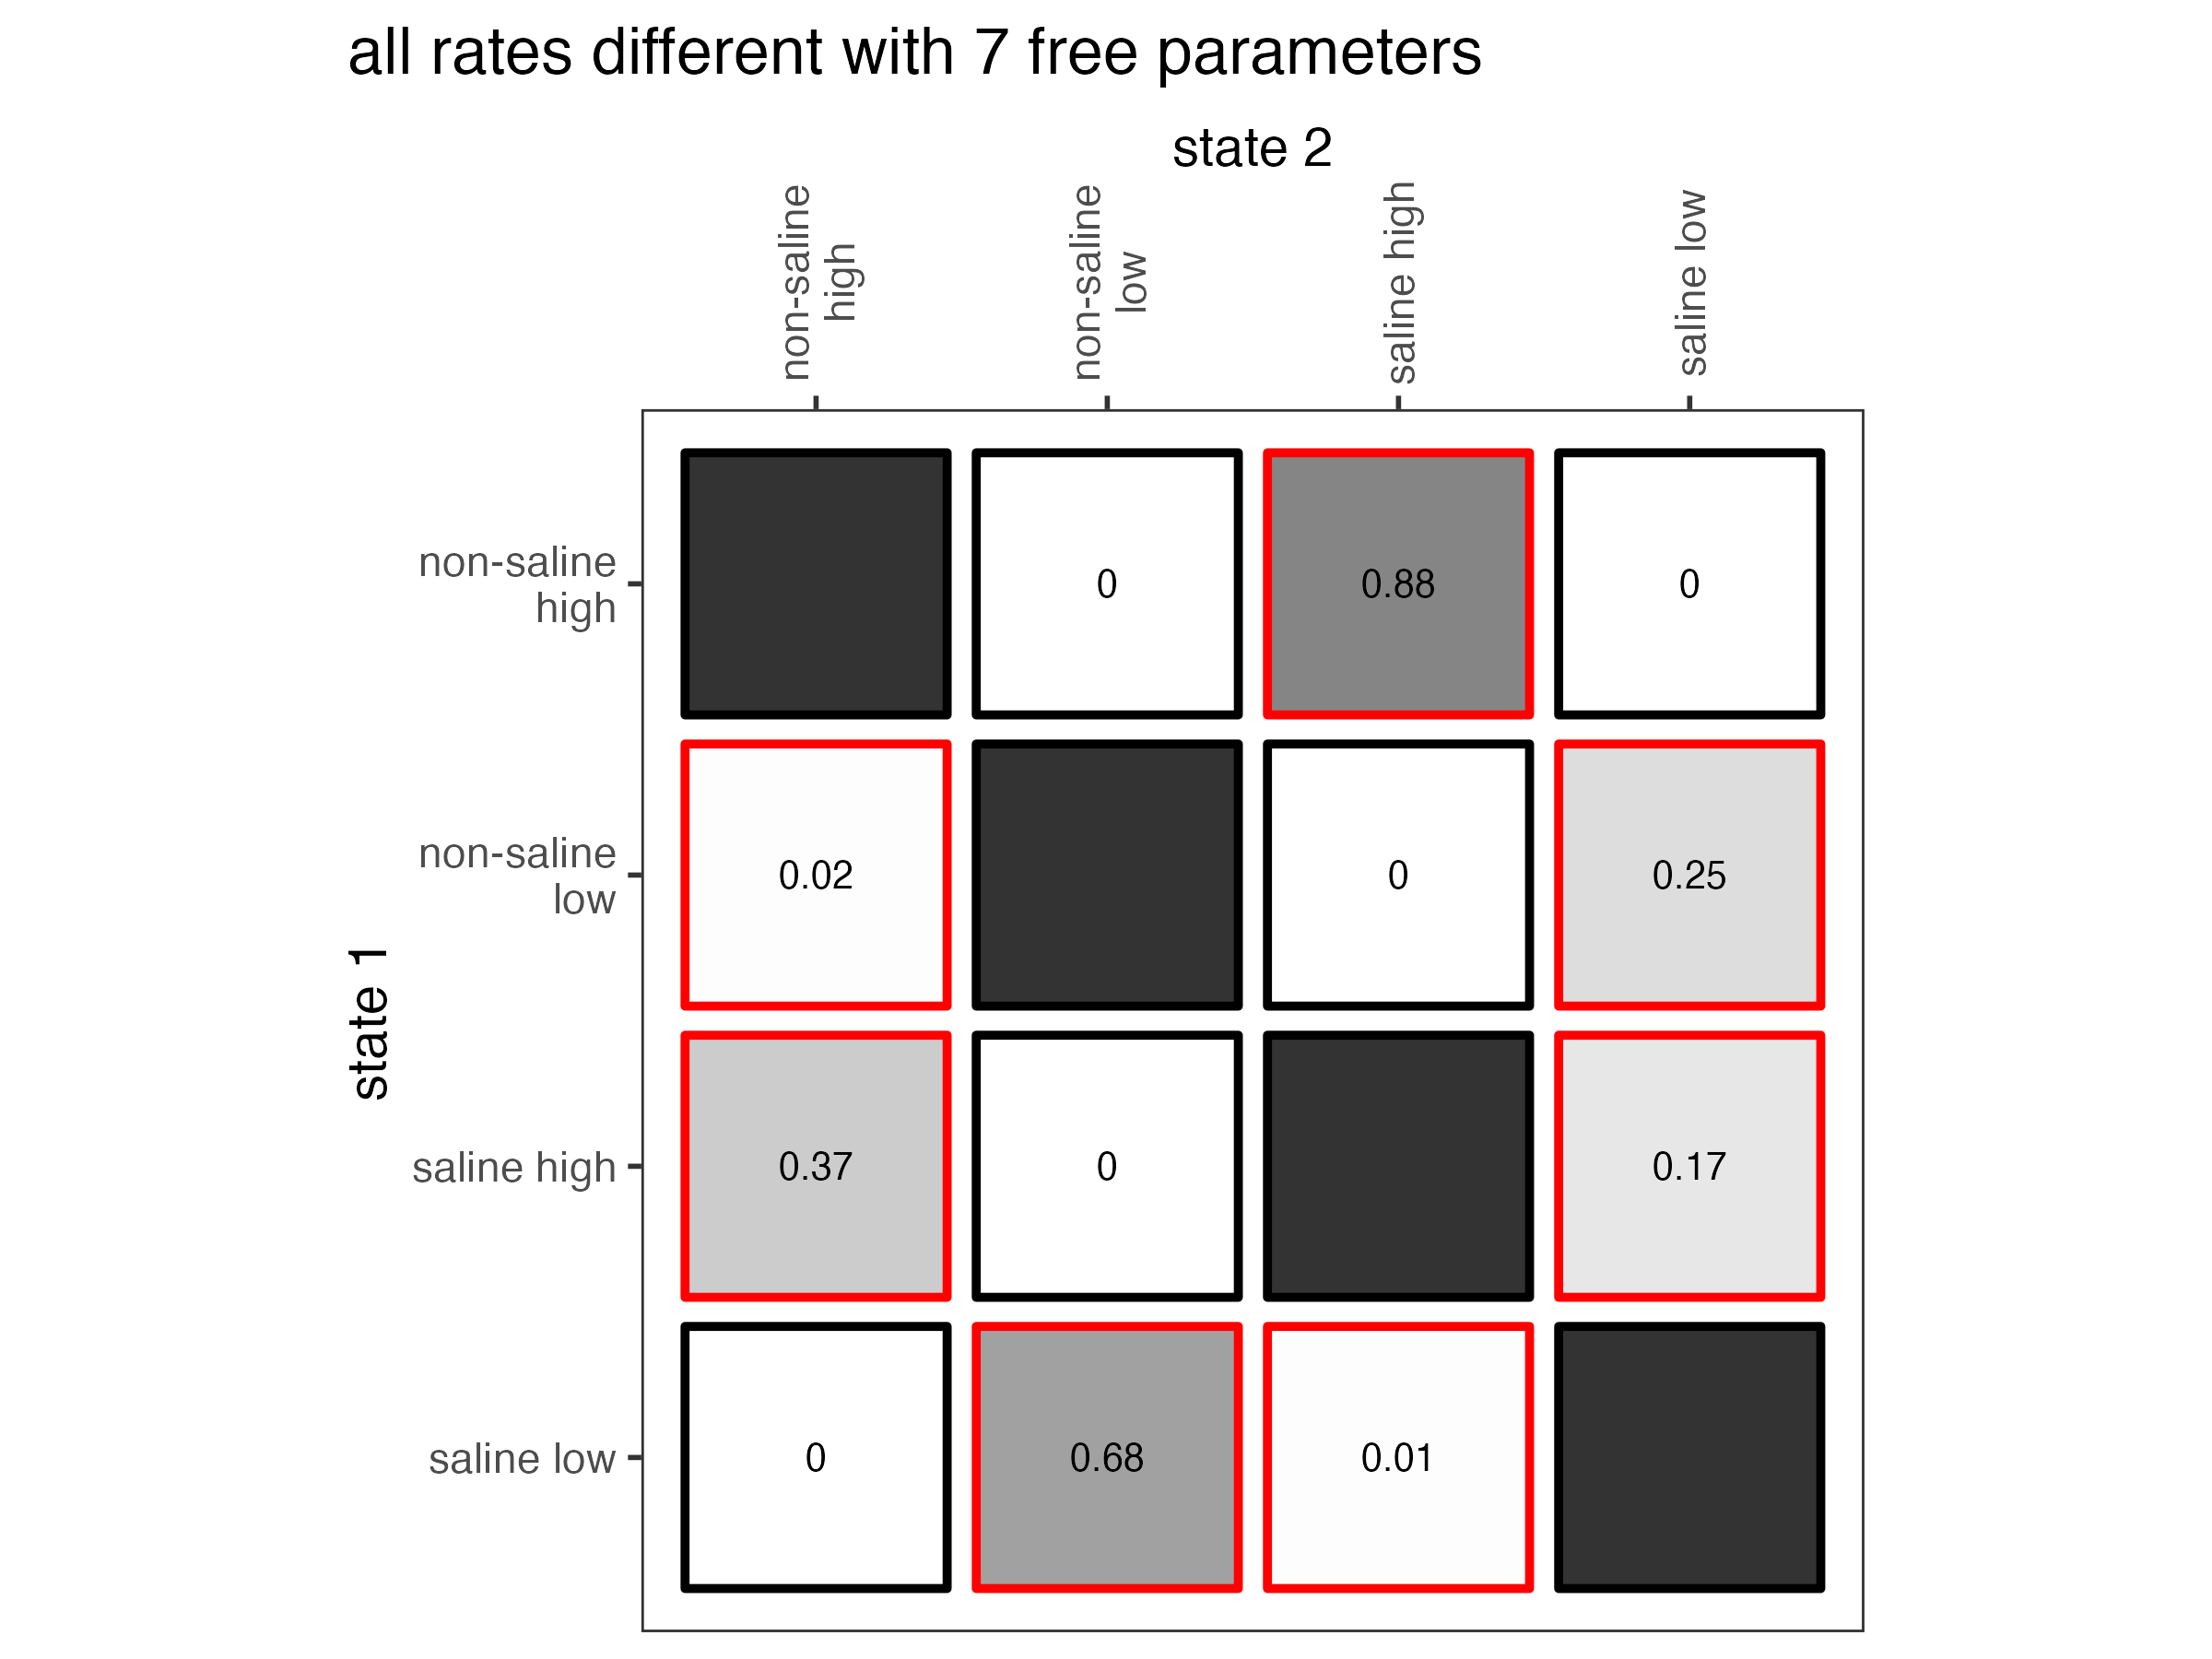 all rates different with 7 free parameters
state 2
non-saline
high
non-saline
low
saline high
saline low
state 1
non-saline
high
0
0.88
0
non-saline
low
0.02
0
0.25
saline high
0.37
0
0.17
saline low
0
0.68
0.01